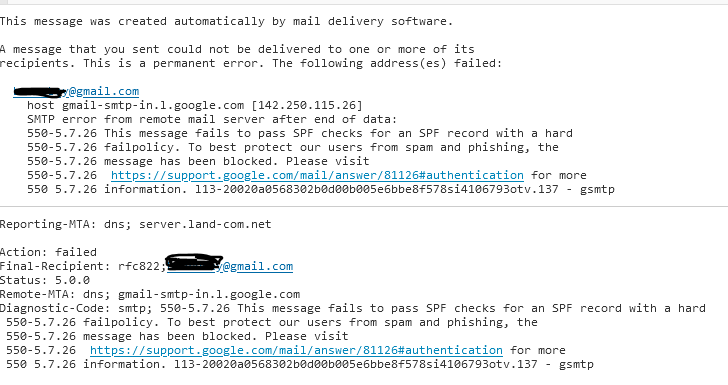 This message was created automatically by mail delivery software.
A message that you sent could not be delivered to one or more of its
recipients. This is a permanent error. The following address(es) failed:
y@gmail.com
host gmail-smtp-in.l.google.com [142.250.115.26]
SMTP error from remote mail server after end of data:
550-5.7.26 This message fails to pass SPF checks for an SPF record with a hard
550-5.7.26 failpolicy. To best protect our users from spam and phishing, the
550-5.7.26 message has been blocked. Please visit
550-5.7.26  https://support.google.com/mail/answer/81126#authentication for more
550 5.7.26 information. l13-20020a0568302b0d00b005e6bbe8f578si4106793otv.137 - gsmtp
Reporting-MTA: dns; server.land-com.net
Action: failed
Final-Recipient: rfc822;y@gmail.com
Status: 5.0.0
Remote-MTA: dns; gmail-smtp-in.l.google.com
Diagnostic-Code: smtp; 550-5.7.26 This message fails to pass SPF checks for an SPF record with a hard
550-5.7.26 failpolicy. To best protect our users from spam and phishing, the
550-5.7.26 message has been blocked. Please visit
550-5.7.26  https://support.google.com/mail/answer/81126#authentication for more
550 5.7.26 information. l13-20020a0568302b0d00b005e6bbe8f578si4106793otv.137 - gsmtp